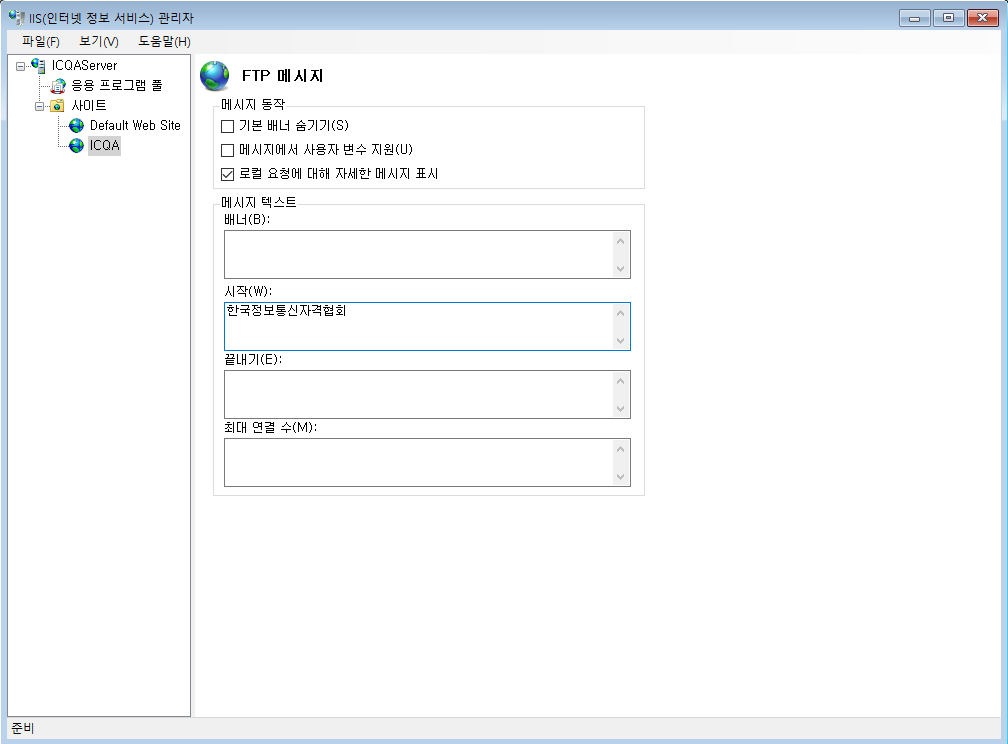 IIS(인터넷 정보 서비스) 관리자
파일(F) 보기(V) 도움말(H)
ICQAServer
응용 프로그램 풀
사이트
Default Web Site
ICQA
FTP 메시지
메시지 동작
기본 배너 숨기기(S)
메시지에서 사용자 변수 지원(U)
로컬 요청에 대해 자세한 메시지 표시
메시지 텍스트
배너(B):
시작(W):
한국정보통신자격협회
끝내기(E):
최대 연결 수(M):
준비